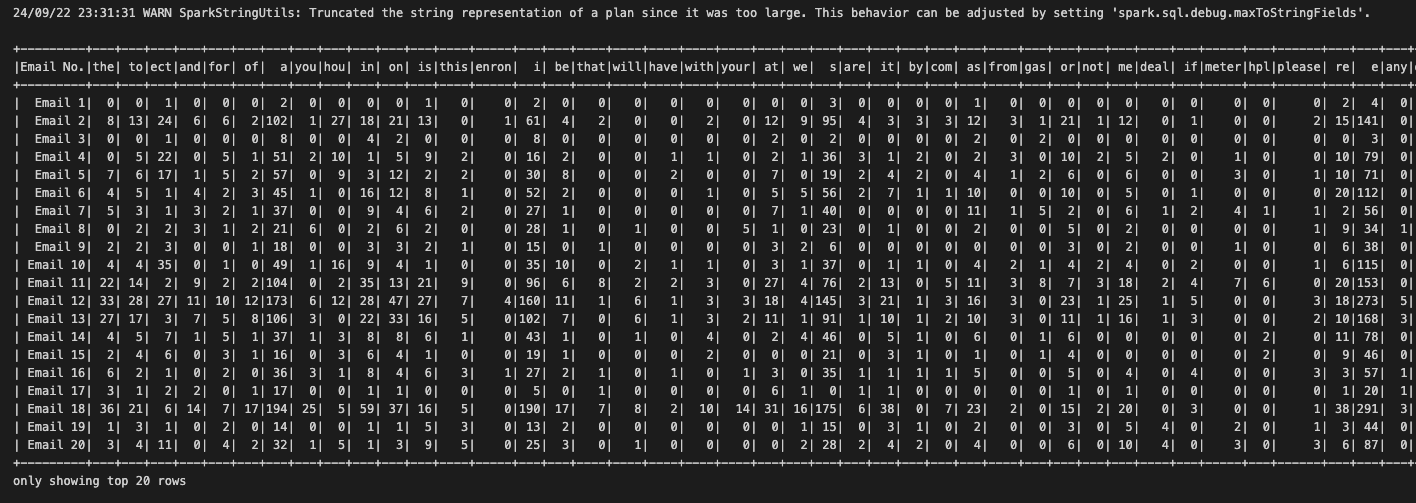 24/09/22 23:31:31 WARN SparkStringUtils: Truncated the string representation of a plan since it was too large. This behavior can be adjusted by setting 'spark.sql.debug.maxToStringFields'.
|Email No.|the| to|ect|and|for| of|  a|you|hou| in| on| is|this|enron|  i| be|that|will|have|with|your| at| we|  s|are| it| by|com| as|from|gas| or|not| me|deal| if|meter|hpl|please| re|  e|any|
|  Email 1|  0|  0|  1|  0|  0|  0|  2|  0|  0|  0|  0|  1|   0|    0|  2|  0|   0|   0|   0|   0|   0|  0|  0|  3|  0|  0|  0|  0|  1|   0|  0|  0|  0|  0|   0|  0|    0|  0|     0|  2|  4|  0|
|  Email 2|  8| 13| 24|  6|  6|  2|102|  1| 27| 18| 21| 13|   0|    1| 61|  4|   2|   0|   0|   2|   0| 12|  9| 95|  4|  3|  3|  3| 12|   3|  1| 21|  1| 12|   0|  1|    0|  0|     2| 15|141|  0|
|  Email 3|  0|  0|  1|  0|  0|  0|  8|  0|  0|  4|  2|  0|   0|    0|  8|  0|   0|   0|   0|   0|   0|  2|  0|  2|  0|  0|  0|  0|  0|   0|  2|  0|  0|  0|   0|  0|    0|  0|     0|  0|  3|  0|
|  Email 4|  0|  5| 22|  0|  5|  1| 51|  2| 10|  1|  5|  9|   2|    0| 16|  2|   0|   0|   1|   1|   0|  2|  1| 36|  3|  1|  2|  0|  2|   3|  0| 10|  2|  5|   2|  0|    1|  0|     0| 10| 79|  0|
|  Email 5|  7|  6| 17|  1|  5|  2| 57|  0|  9|  3| 12|  2|   2|    0| 30|  8|   0|   0|   2|   0|   0|  7|  0| 19|  2|  4|  2|  0|  4|   1|  2|  6|  0|  6|   0|  0|    3|  0|     1| 10| 71|  0|
|  Email 6|  4|  5|  1|  4|  2|  3| 45|  1|  0| 16| 12|  8|   1|    0| 52|  2|   0|   0|   0|   1|   0|  5|  5| 56|  2|  7|  1|  1| 10|   0|  0| 10|  0|  5|   0|  1|    0|  0|     0| 20|112|  0|
|  Email 7|  5|  3|  1|  3|  2|  1| 37|  0|  0|  9|  4|  6|   2|    0| 27|  1|   0|   0|   0|   0|   0|  7|  1| 40|  0|  0|  0|  0| 11|   1|  5|  2|  0|  6|   1|  2|    4|  1|     1|  2| 56|  0|
|  Email 8|  0|  2|  2|  3|  1|  2| 21|  6|  0|  2|  6|  2|   0|    0| 28|  1|   0|   1|   0|   0|   5|  1|  0| 23|  0|  1|  0|  0|  2|   0|  0|  5|  0|  2|   0|  0|    0|  0|     1|  9| 34|  1|
|  Email 9|  2|  2|  3|  0|  0|  1| 18|  0|  0|  3|  3|  2|   1|    0| 15|  0|   1|   0|   0|   0|   0|  3|  2|  6|  0|  0|  0|  0|  0|   0|  0|  3|  0|  2|   0|  0|    1|  0|     0|  6| 38|  0|
| Email 10|  4|  4| 35|  0|  1|  0| 49|  1| 16|  9|  4|  1|   0|    0| 35| 10|   0|   2|   1|   1|   0|  3|  1| 37|  0|  1|  1|  0|  4|   2|  1|  4|  2|  4|   0|  2|    0|  0|     1|  6|115|  0|
| Email 11| 22| 14|  2|  9|  2|  2|104|  0|  2| 35| 13| 21|   9|    0| 96|  6|   8|   2|   2|   3|   0| 27|  4| 76|  2| 13|  0|  5| 11|   3|  8|  7|  3| 18|   2|  4|    7|  6|     0| 20|153|  0|
| Email 12| 33| 28| 27| 11| 10| 12|173|  6| 12| 28| 47| 27|   7|    4|160| 11|   1|   6|   1|   3|   3| 18|  4|145|  3| 21|  1|  3| 16|   3|  0| 23|  1| 25|   1|  5|    0|  0|     3| 18|273|  5|
| Email 13| 27| 17|  3|  7|  5|  8|106|  3|  0| 22| 33| 16|   5|    0|102|  7|   0|   6|   1|   3|   2| 11|  1| 91|  1| 10|  1|  2| 10|   3|  0| 11|  1| 16|   1|  3|    0|  0|     2| 10|168|  3|
| Email 14|  4|  5|  7|  1|  5|  1| 37|  1|  3|  8|  8|  6|   1|    0| 43|  1|   0|   1|   0|   4|   0|  2|  4| 46|  0|  5|  1|  0|  6|   0|  1|  6|  0|  0|   0|  0|    0|  2|     0| 11| 78|  0|
| Email 15|  2|  4|  6|  0|  3|  1| 16|  0|  3|  6|  4|  1|   0|    0| 19|  1|   0|   0|   0|   2|   0|  0|  0| 21|  0|  3|  1|  0|  1|   0|  1|  4|  0|  0|   0|  0|    0|  2|     0|  9| 46|  0|
| Email 16|  6|  2|  1|  0|  2|  0| 36|  3|  1|  8|  4|  6|   3|    1| 27|  2|   1|   0|   1|   0|   1|  3|  0| 35|  1|  1|  1|  1|  5|   0|  0|  5|  0|  4|   0|  4|    0|  0|     3|  3| 57|  1|
| Email 17|  3|  1|  2|  2|  0|  1| 17|  0|  0|  1|  1|  0|   0|    0|  5|  0|   1|   0|   0|   0|   0|  6|  1|  1|  0|  0|  0|  0|  0|   0|  0|  1|  0|  1|   0|  0|    0|  0|     0|  1| 20|  1|
| Email 18| 36| 21|  6| 14|  7| 17|194| 25|  5| 59| 37| 16|   5|    0|190| 17|   7|   8|   2|  10|  14| 31| 16|175|  6| 38|  0|  7| 23|   2|  0| 15|  2| 20|   0|  3|    0|  0|     1| 38|291|  3|
| Email 19|  1|  3|  1|  0|  2|  0| 14|  0|  0|  1|  1|  5|   3|    0| 13|  2|   0|   0|   0|   0|   0|  0|  1| 15|  0|  3|  1|  0|  2|   0|  0|  3|  0|  5|   4|  0|    2|  0|     1|  3| 44|  0|
| Email 20|  3|  4| 11|  0|  4|  2| 32|  1|  5|  1|  3|  9|   5|    0| 25|  3|   0|   1|   0|   0|   0|  0|  2| 28|  2|  4|  2|  0|  4|   0|  0|  6|  0| 10|   4|  0|    3|  0|     3|  6| 87|  0|
only showing top 20 rows